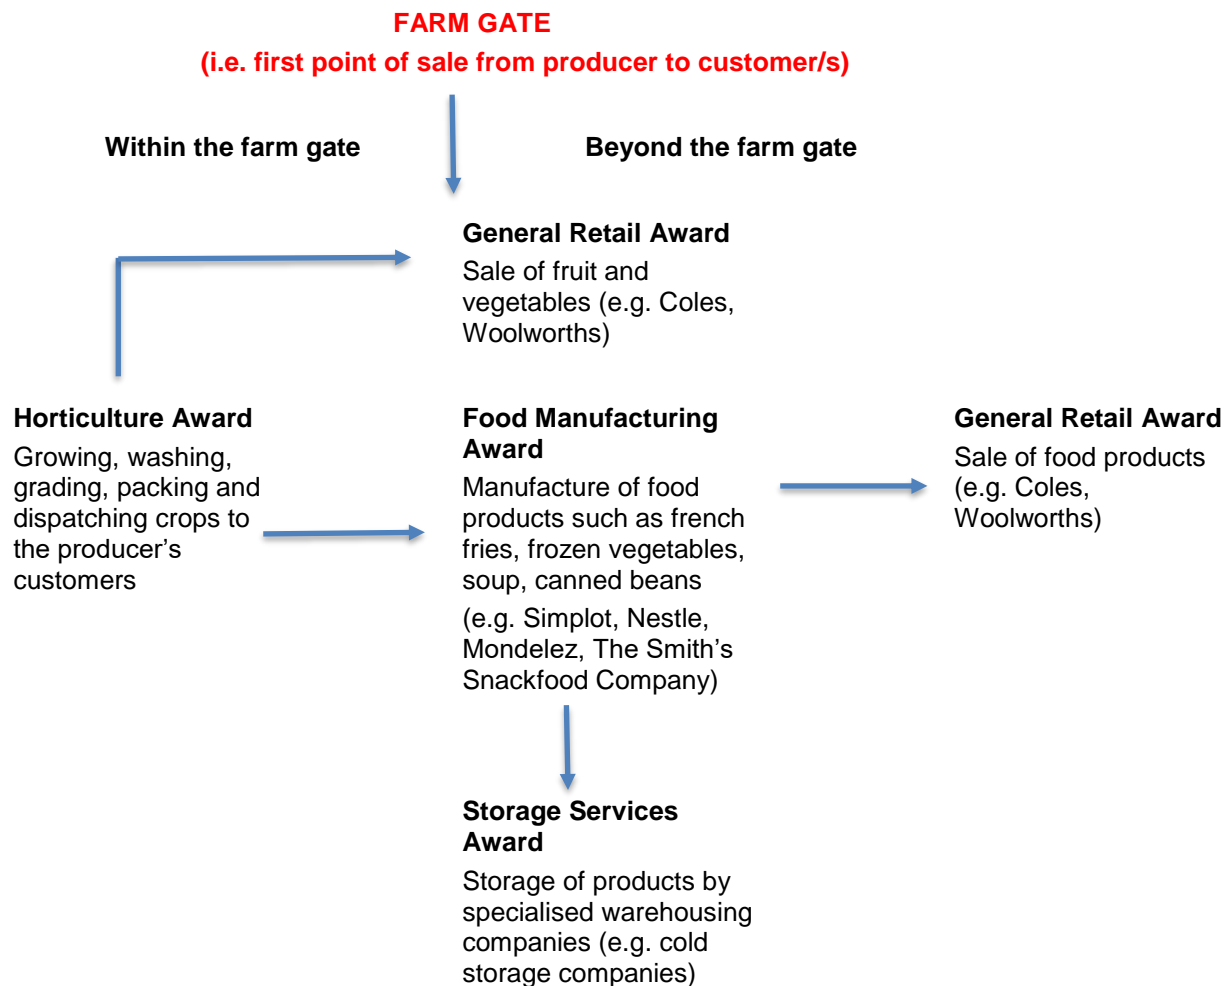 FARM GATE
(i.e. first point of sale from producer to customer/s)
Within the farm gate
Beyond the farm gate
General Retail Award
Sale of fruit and
vegetables (e.g. Coles,
Woolworths)
Horticulture Award
Growing, washing,
grading, packing and
dispatching crops to
the producer’s
customers
Food Manufacturing
Award
Manufacture of food
products such as french
fries, frozen vegetables,
soup, canned beans
(e.g. Simplot, Nestle,
Mondelez, The Smith’s
Snackfood Company)
General Retail Award
Sale of food products
(e.g. Coles,
Woolworths)
Storage Services
Award
Storage of products by
specialised warehousing
companies (e.g. cold
storage companies)